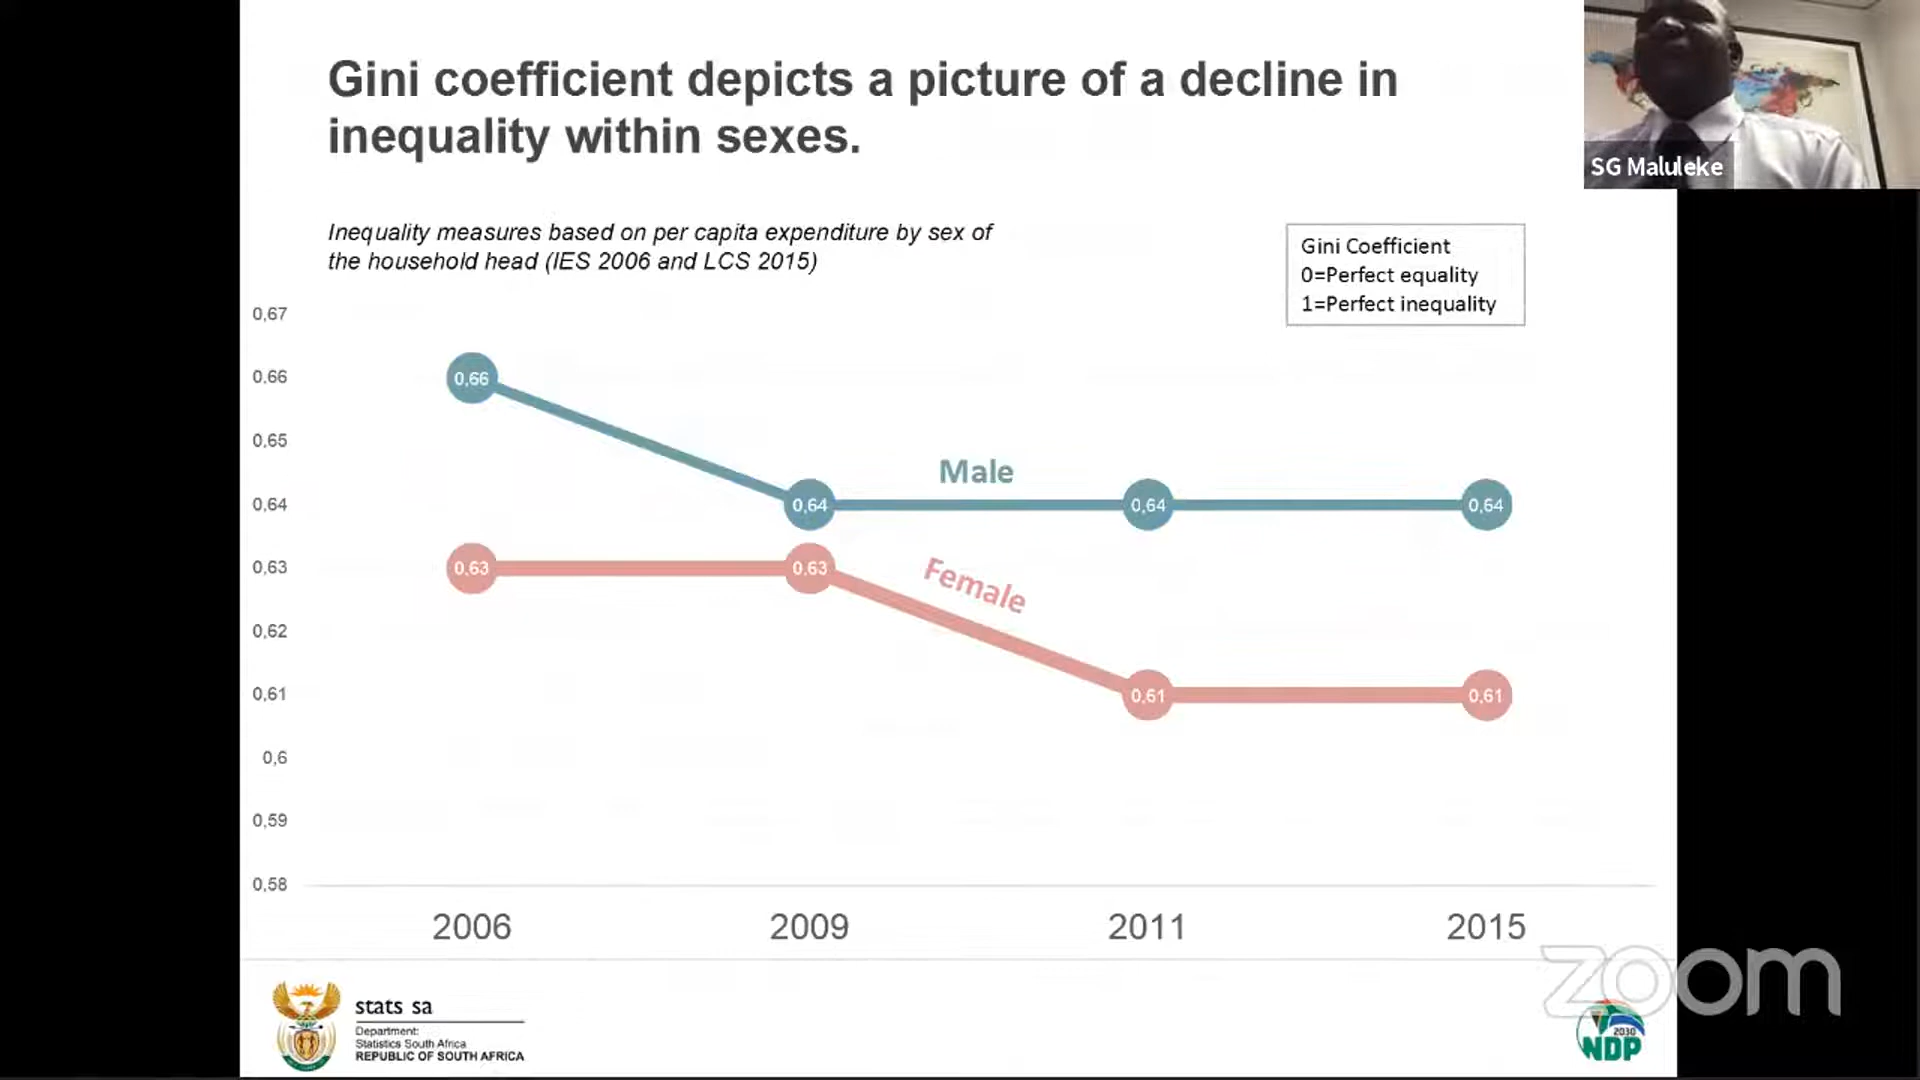 Gini coefficient depicts a picture of a decline in
inequality within sexes.
SG Maluleke
Inequality measures based on per capita expenditure by sex of
the household head (IES 2006 and LCS 2015)
Gini Coefficient
0=Perfect equality
1=Perfect inequality
0,67
0,66
0,65
0,64
0,63
0,62
0,61
0,6
0,59
0,58
0,66
0,64
0,64
0,64
Male
0,63
0,63
0,61
0,61
Female
2006
2009
2011
2015
zoom
stats sa
Department:
Statistics South Africa
REPUBLIC OF SOUTH AFRICA
2030
NDP